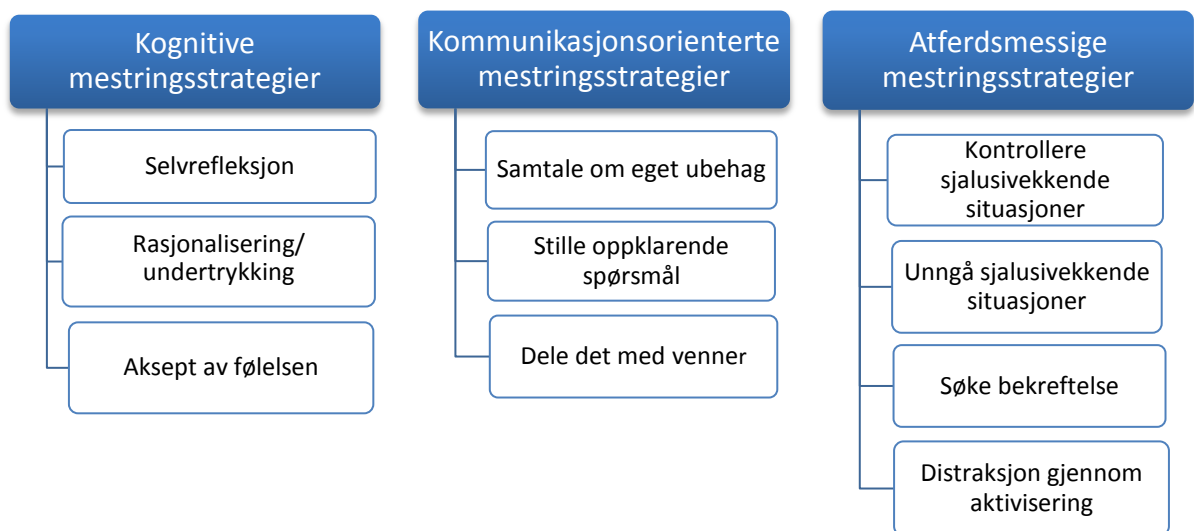 Kognitive
mestringsstrategier
Selvrefleksjon
Rasjonalisering/
undertrykking
Aksept av følelsen
Kommunikasjonsorienterte
mestringsstrategier
Samtale om eget ubehag
Stille oppklarende
spørsmål
Dele det med venner
Atferdsmessige
mestringsstrategier
Kontrollere
sjalusivekkende
situasjoner
Unngå sjalusivekkende
situasjoner
Søke bekreftelse
Distraksjon gjennom
aktivisering